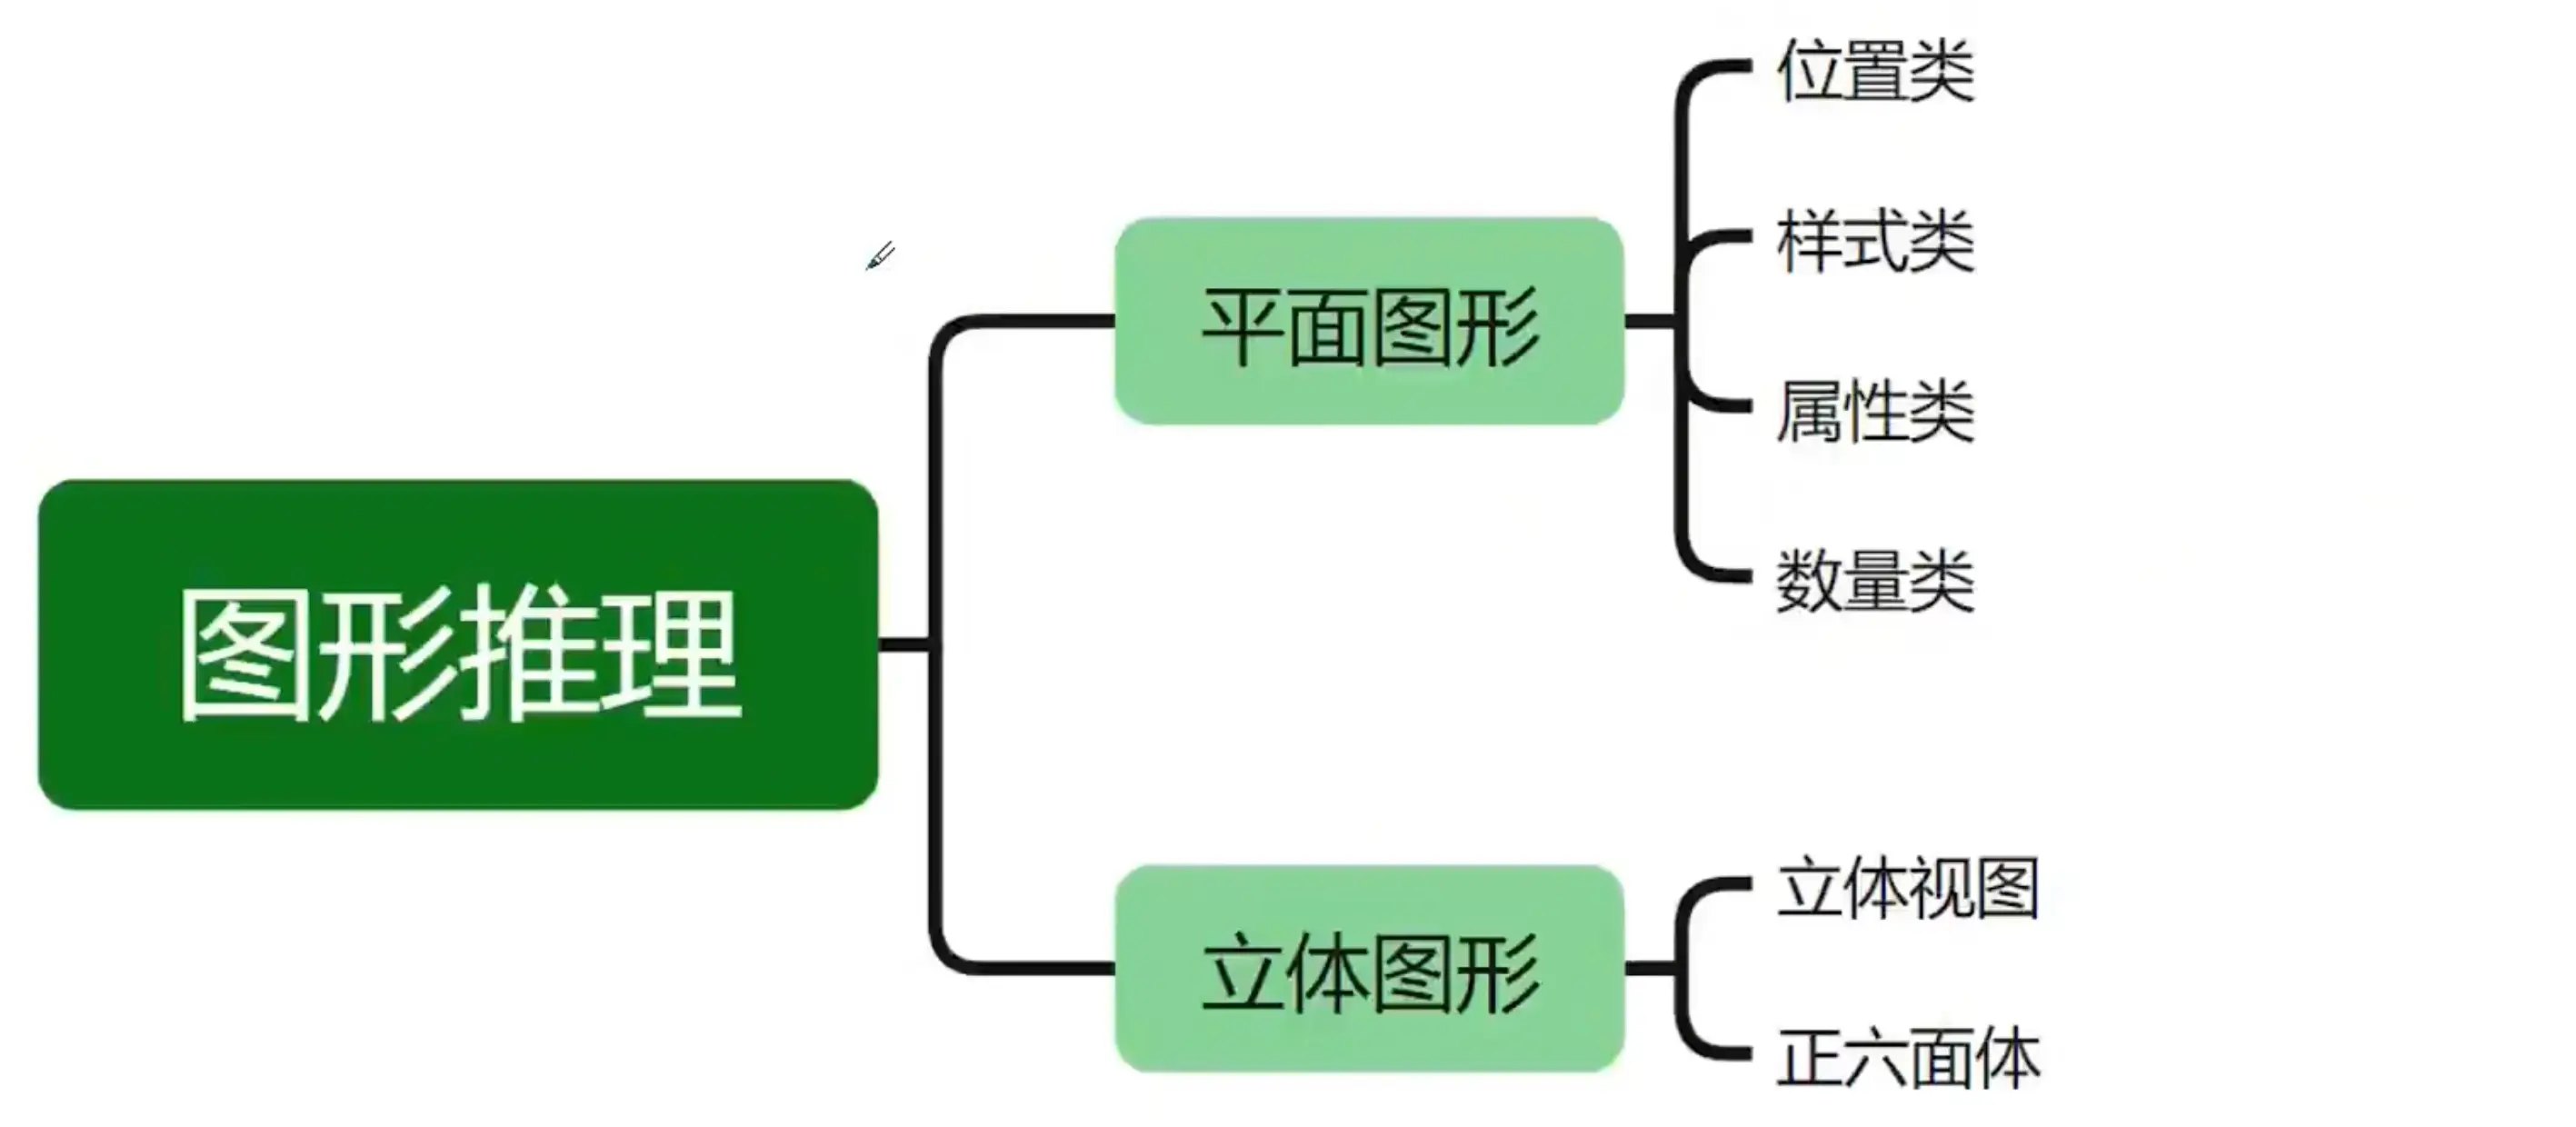 图形推理
平面图形
位置类
样式类
属性类
数量类
立体图形
立体视图
正六面体